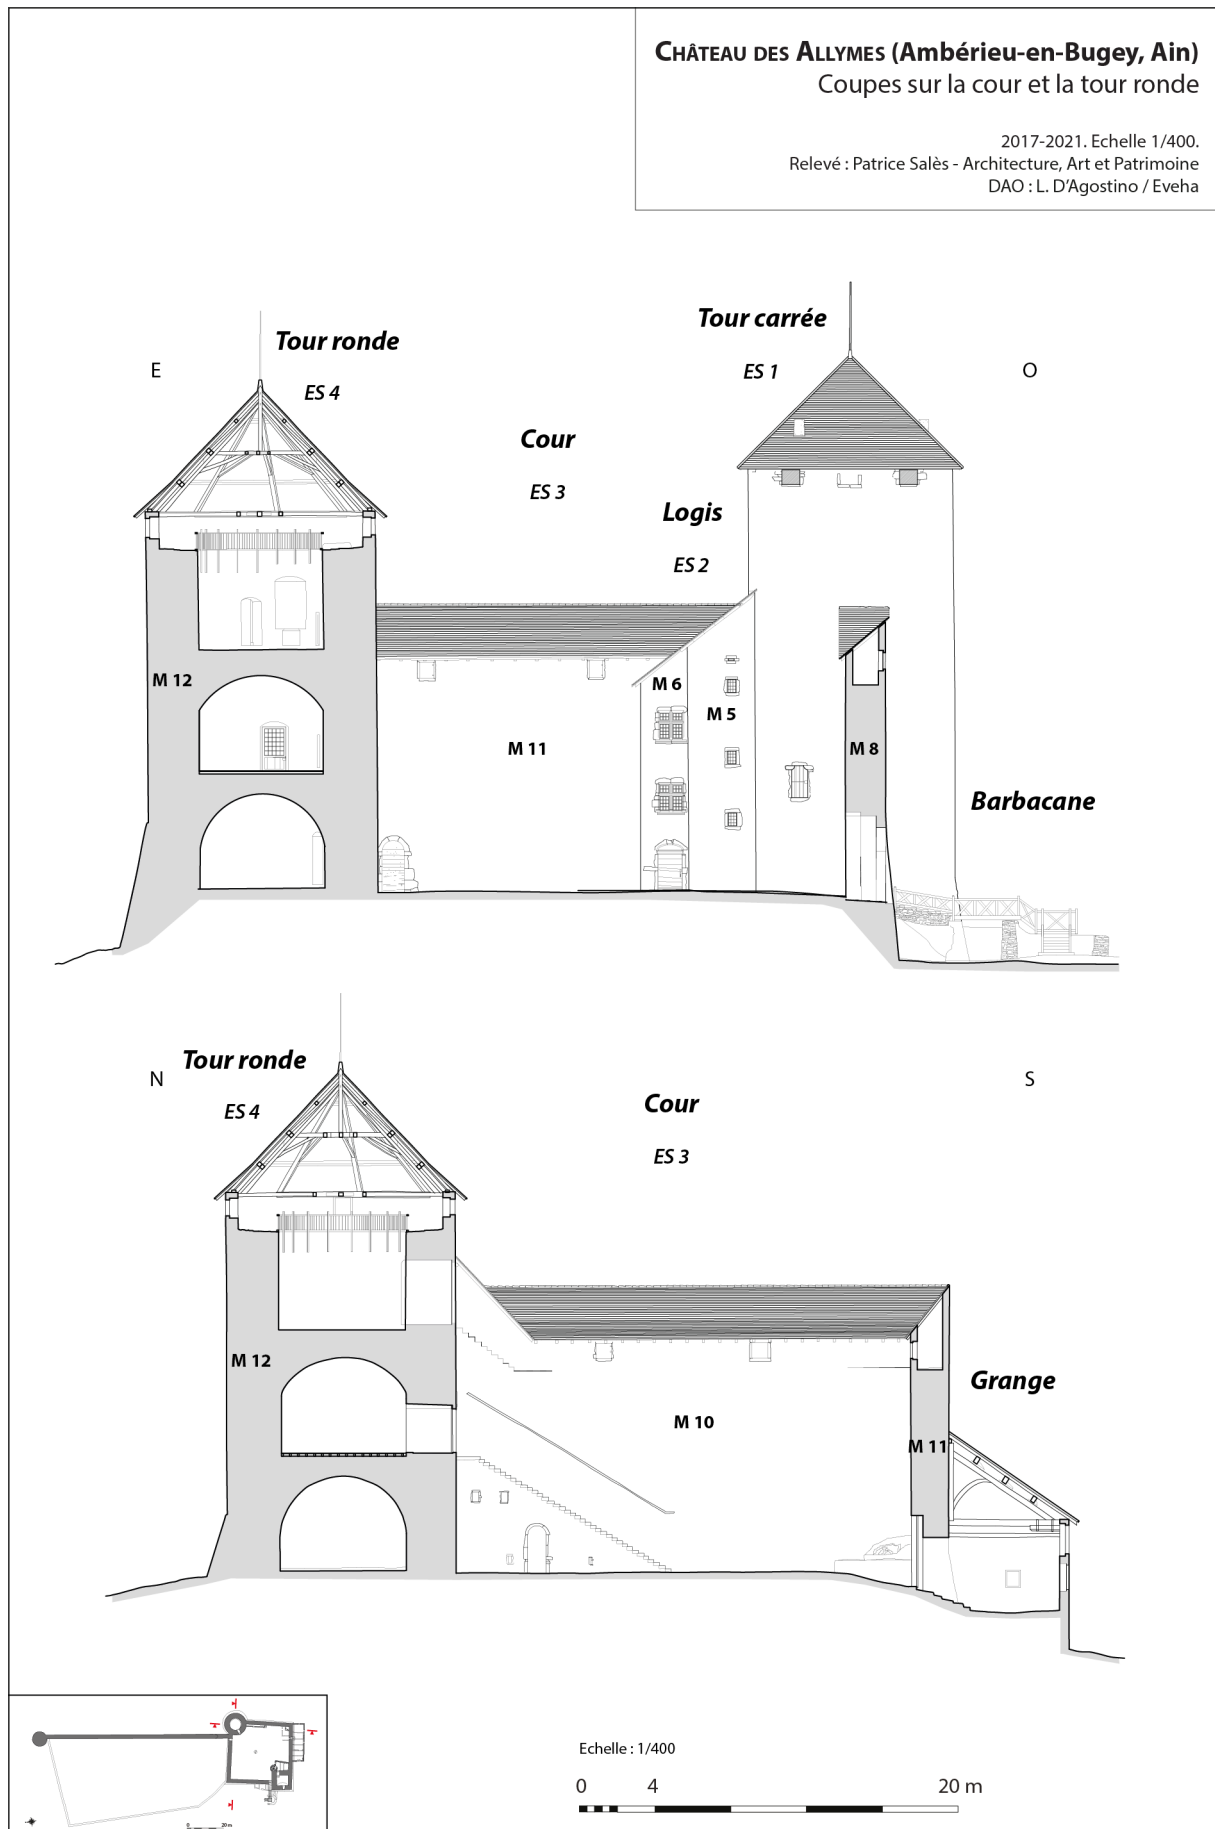 CHÂTEAU DES ALLYMES (Ambérieu-en-Bugey, Ain)
Coupes sur la cour et la tour ronde
2017-2021. Echelle 1/400.
Relevé : Patrice Salès - Architecture, Art et Patrimoine
DAO : L. D'Agostino / Eveha
Tour carrée
Tour ronde
E
ES 1
O
ES 4
Cour
ES 3
Logis
ES 2
M 12
M 6
M 5
M 11
M 8
Barbacane
Tour ronde
N
S
ES 4
Cour
ES 3
M 12
Grange
M 10
M 11
Echelle : 1/400
0 4 20 m
0 20 m